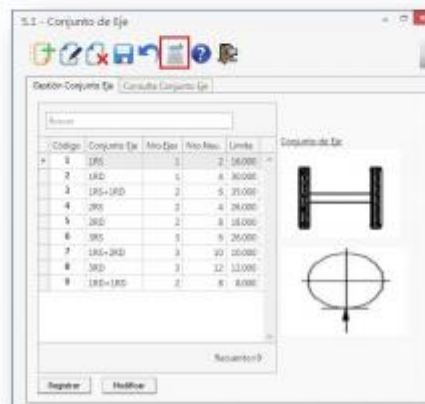 5.1 - Conjunto de Eje
Gestión Conjunto Eje Consulta Conjunto Eje
Buscar
Código Conjunto Eje Nro.Ejes Nro.Neu. Limite
1 1RS 1 2 16.000
2 1RD 1 4 30.000
3 1RS+1RD 2 6 25.000
4 2RS 2 4 26.000
5 2RD 2 8 18.000
6 3RS 3 6 26.000
7 1RS+2RD 3 10 10.000
8 3RD 3 12 12.000
9 1RD+1RD 2 8 8.000
Conjunto de Eje
Recuento=9
Registrar Modificar